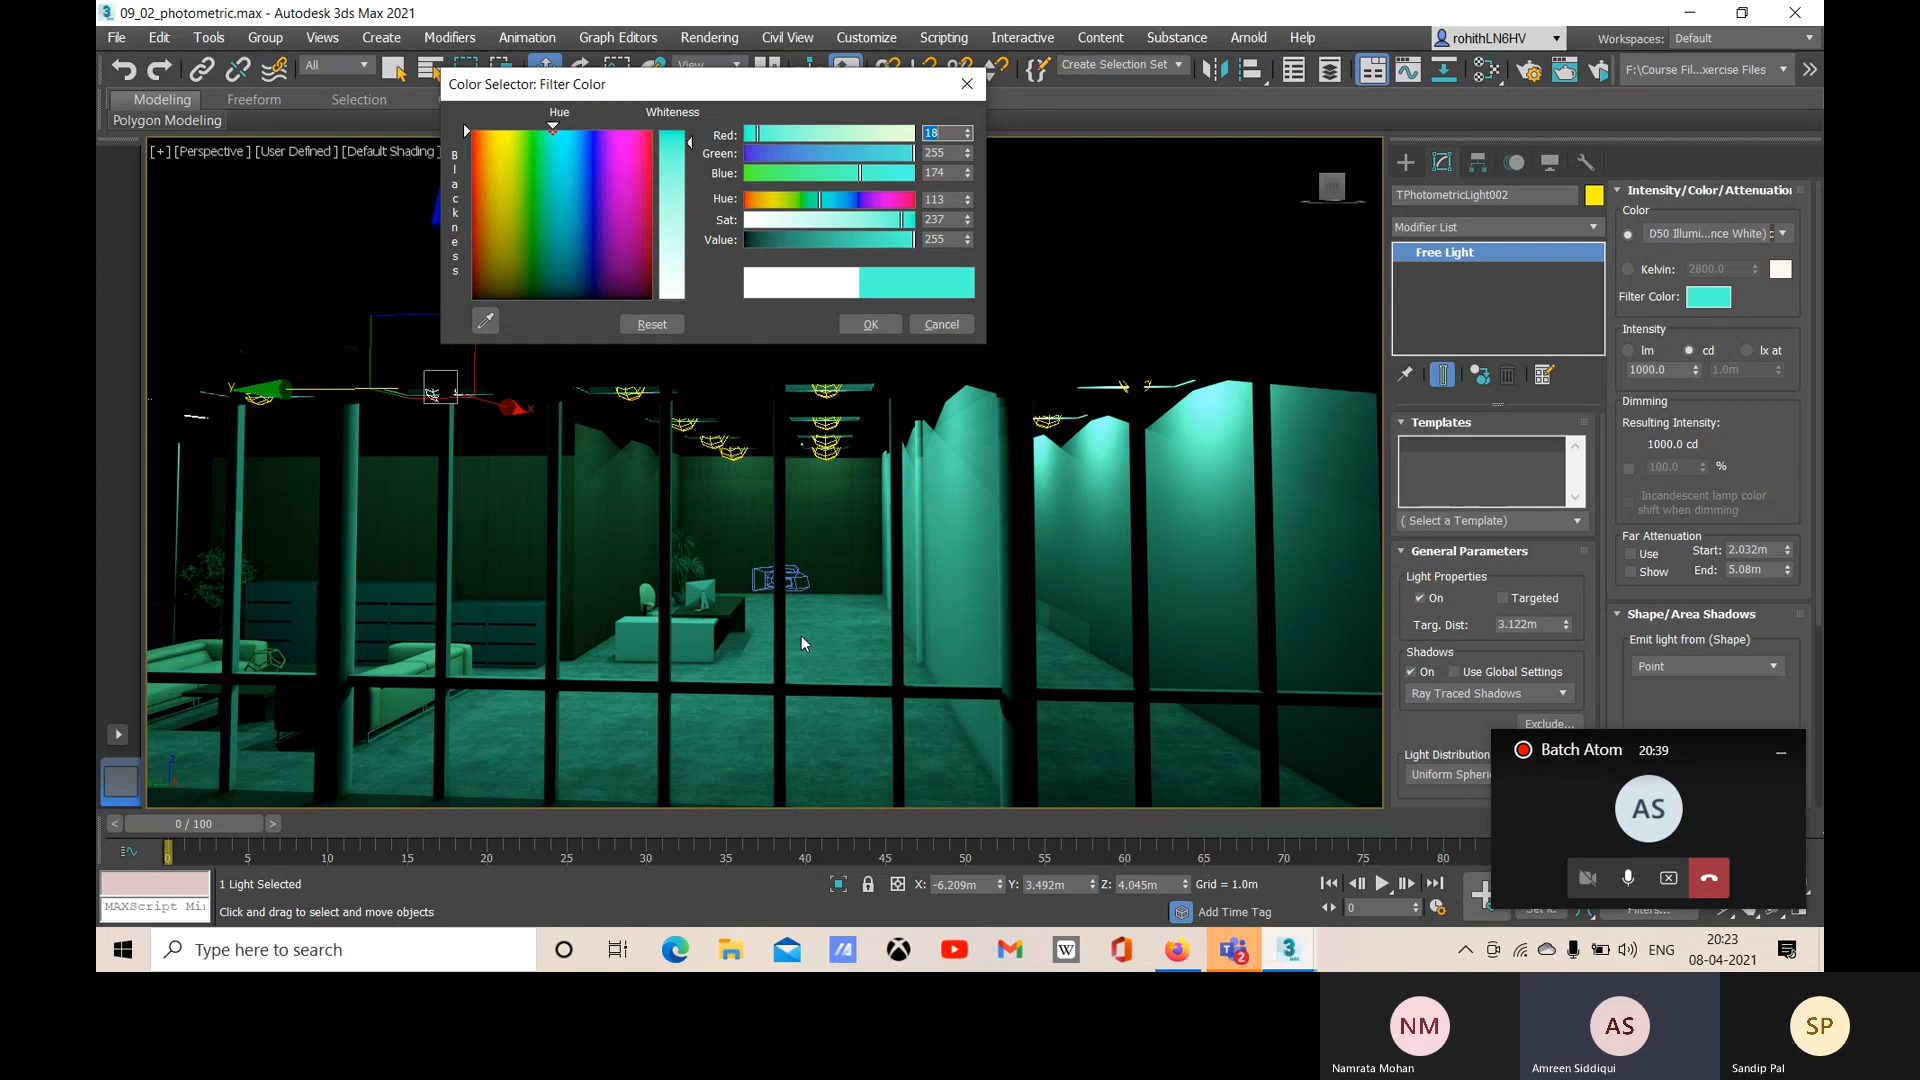 09_02_photometric.max - Autodesk 3ds Max 2021
File Edit Tools Group Views Create Modifiers Animation Graph Editors Rendering Civil View Customize Scripting Interactive Content Substance Arnold Help
rohithLN6HV
Workspaces: Default
All
View
Create Selection Set
F:\Course Fil...xercise Files
Modeling Freeform Selection
Polygon Modeling
Color Selector: Filter Color
Hue Whiteness
Blackness
Red: 18
Green: 255
Blue: 174
Hue: 113
Sat: 237
Value: 255
Reset OK Cancel
[+] [Perspective ] [User Defined ] [Default Shading ]
Y
x
z
TPhotometricLight002
Modifier List
Free Light
Templates
( Select a Template)
General Parameters
Light Properties
On Targeted
Targ. Dist: 3.122m
Shadows
On Use Global Settings
Ray Traced Shadows
Exclude...
Light Distribution
Uniform Spheri
Intensity/Color/Attenuation
Color
D50 Illumi...nce White) c
Kelvin: 2800.0
Filter Color:
Intensity
lm cd lx at
1000.0 1.0m
Dimming
Resulting Intensity:
1000.0 cd
100.0 %
Incandescent lamp color
shift when dimming
Far Attenuation
Use Start: 2.032m
Show End: 5.08m
Shape/Area Shadows
Emit light from (Shape)
Point
Batch Atom 20:39
AS
< 0 / 100 >
0 5 10 15 20 25 30 35 40 45 50 55 60 65 70 75 80
MAXScript Mi
1 Light Selected
Click and drag to select and move objects
X: -6.209m Y: 3.492m Z: 4.045m Grid = 1.0m
Add Time Tag
0
Set K.
Filters...
Type here to search
2
3
MAX
ENG
20:23
08-04-2021
NM
AS
SP
Namrata Mohan
Amreen Siddiqui
Sandip Pal